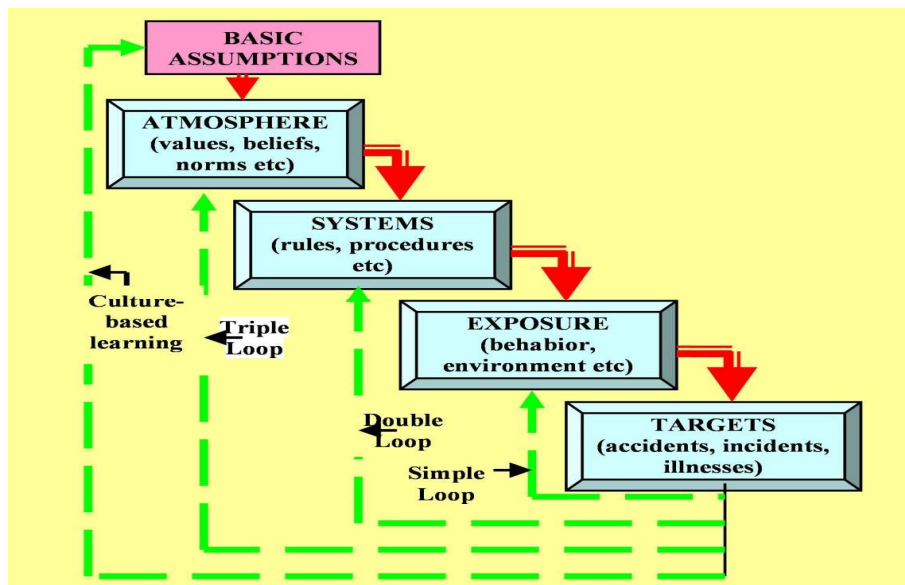 BASIC
ASSUMPTIONS
ATMOSPHERE
(values, beliefs,
norms etc)
SYSTEMS
(rules, procedures
etc)
EXPOSURE
(behabior,
environment etc)
TARGETS
(accidents, incidents,
illnesses)
Culture-
based
learning
Triple
Loop
Double
Loop
Simple
Loop